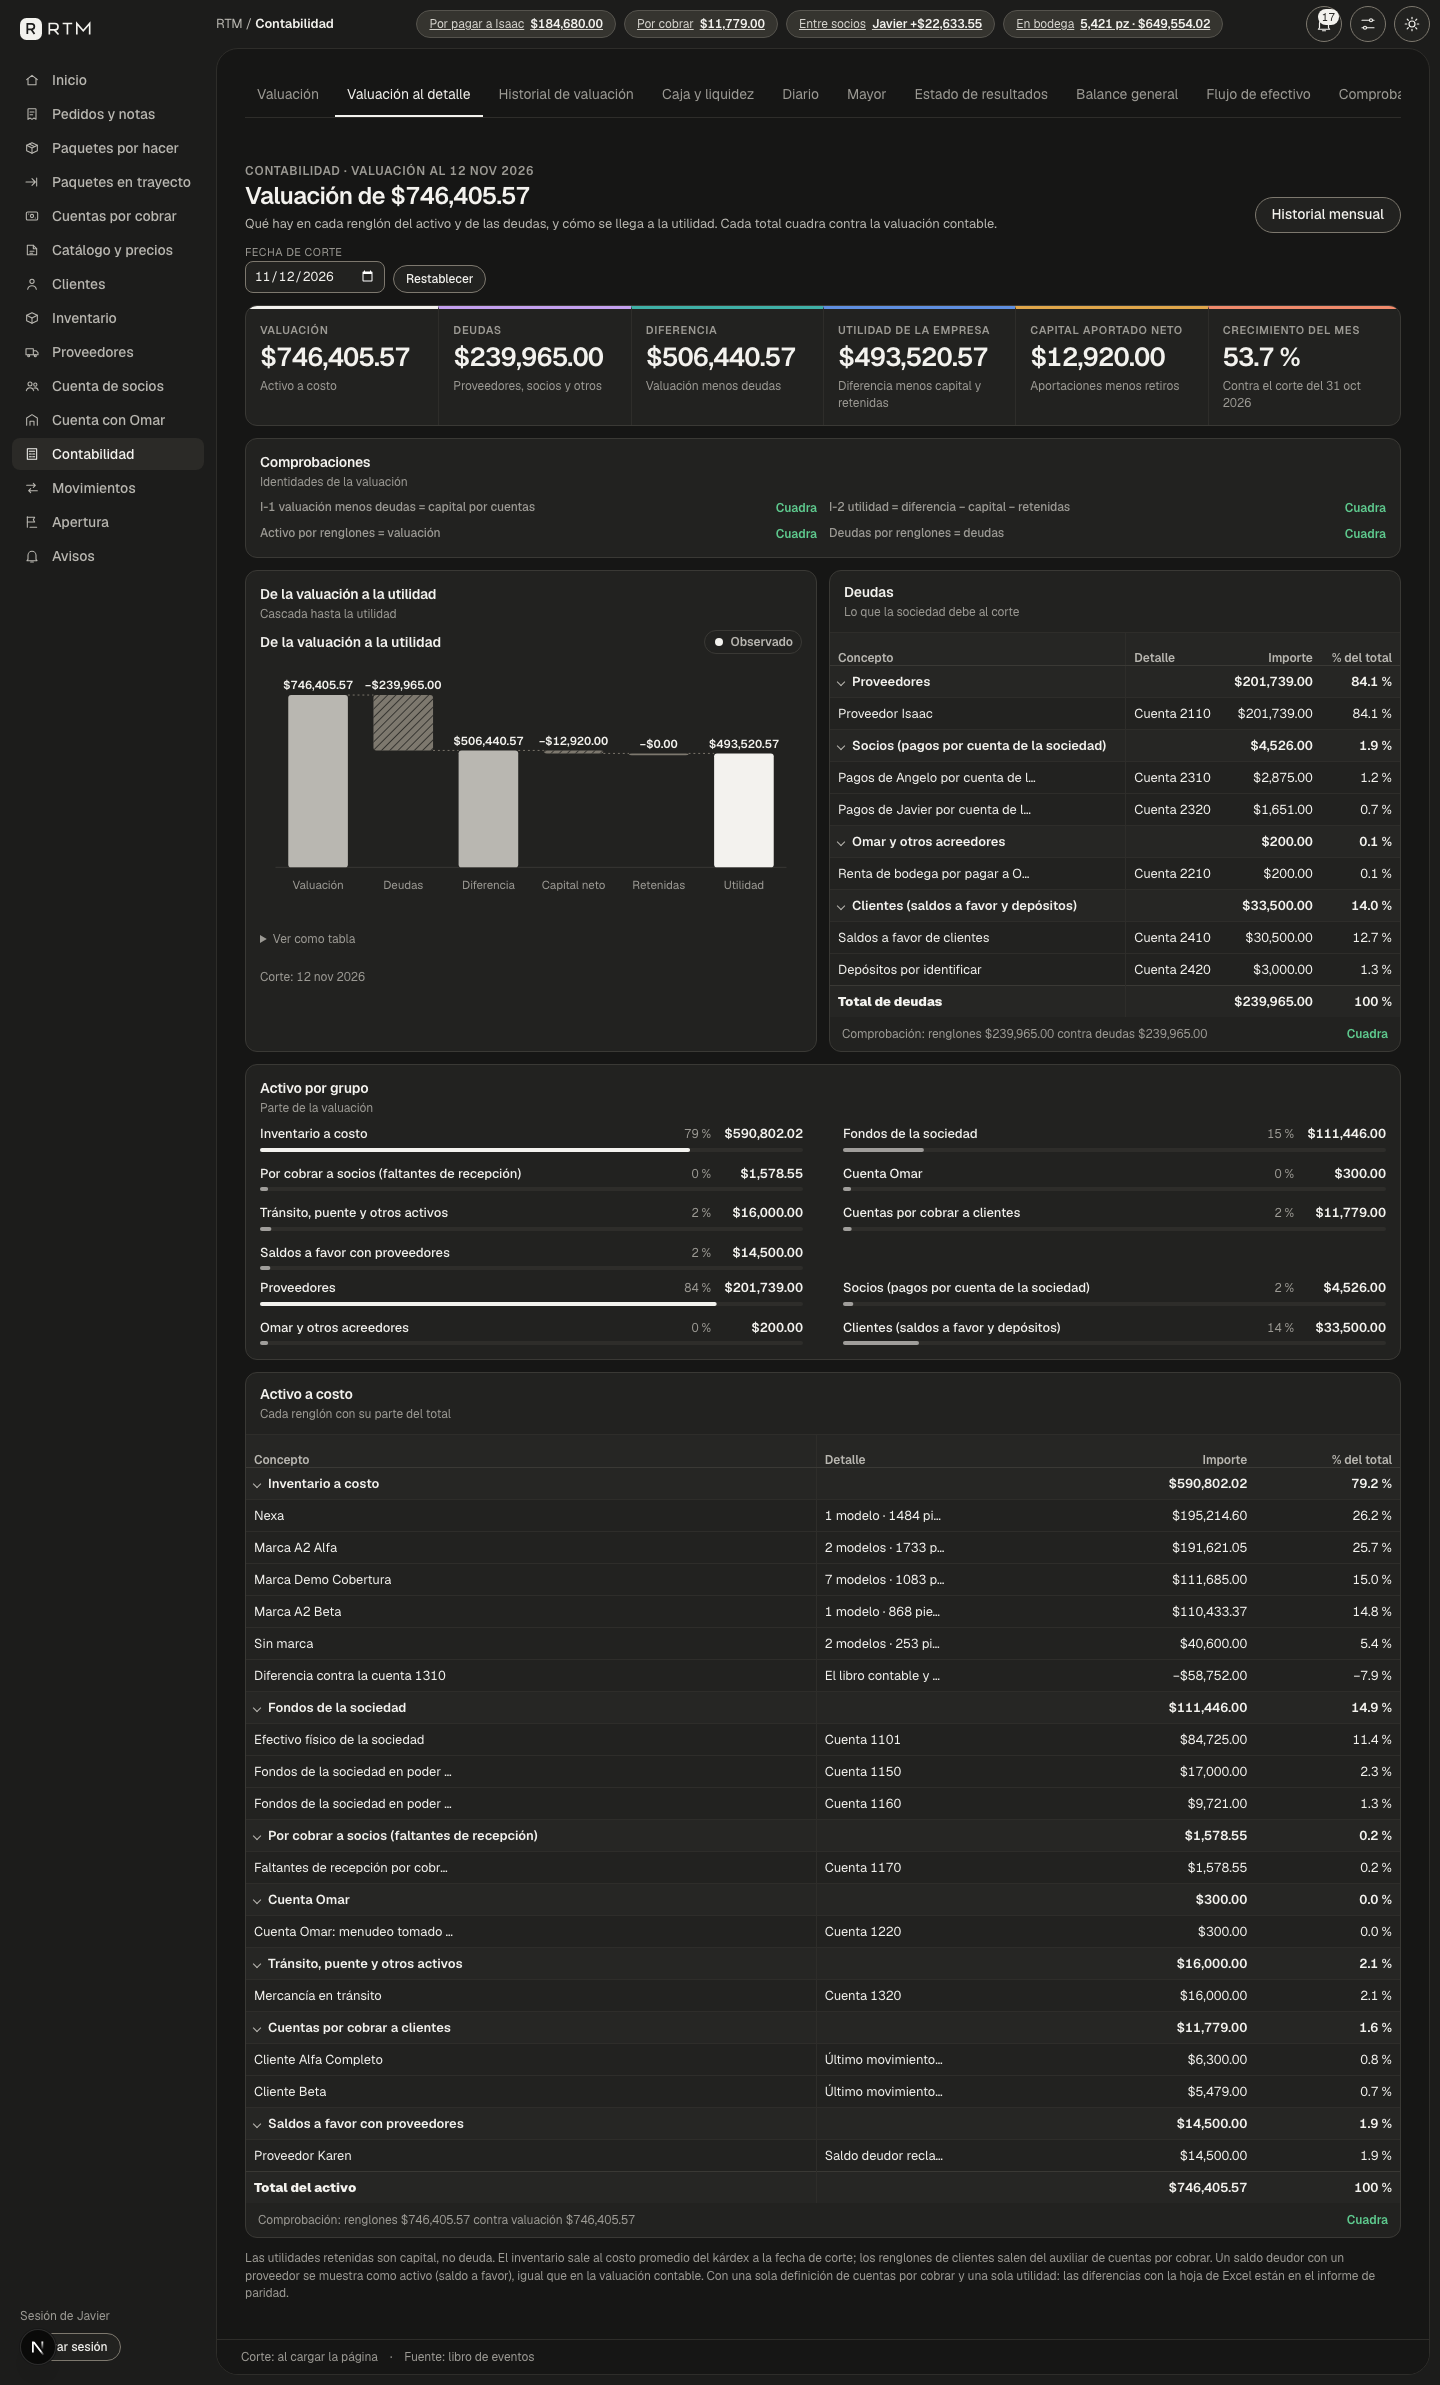 R RTM
RTM / Contabilidad
Por pagar a Isaac $184,680.00
Por cobrar $11,779.00
Entre socios Javier +$22,633.55
En bodega 5,421 pz · $649,554.02
17
Inicio
Pedidos y notas
Paquetes por hacer
Paquetes en trayecto
Cuentas por cobrar
Catálogo y precios
Clientes
Inventario
Proveedores
Cuenta de socios
Cuenta con Omar
Contabilidad
Movimientos
Apertura
Avisos
Valuación Valuación al detalle Historial de valuación Caja y liquidez Diario Mayor Estado de resultados Balance general Flujo de efectivo Comproba
CONTABILIDAD · VALUACIÓN AL 12 NOV 2026
Valuación de $746,405.57
Qué hay en cada renglón del activo y de las deudas, y cómo se llega a la utilidad. Cada total cuadra contra la valuación contable.
Historial mensual
FECHA DE CORTE
11/12/2026 Restablecer
VALUACIÓN
$746,405.57
Activo a costo
DEUDAS
$239,965.00
Proveedores, socios y otros
DIFERENCIA
$506,440.57
Valuación menos deudas
UTILIDAD DE LA EMPRESA
$493,520.57
Diferencia menos capital y
retenidas
CAPITAL APORTADO NETO
$12,920.00
Aportaciones menos retiros
CRECIMIENTO DEL MES
53.7 %
Contra el corte del 31 oct
2026
Comprobaciones
Identidades de la valuación
I-1 valuación menos deudas = capital por cuentas Cuadra
I-2 utilidad = diferencia − capital − retenidas Cuadra
Activo por renglones = valuación Cuadra
Deudas por renglones = deudas Cuadra
De la valuación a la utilidad
Cascada hasta la utilidad
De la valuación a la utilidad
Observado
$746,405.57 −$239,965.00
$506,440.57 −$12,920.00 −$0.00 $493,520.57
Valuación Deudas Diferencia Capital neto Retenidas Utilidad
Ver como tabla
Corte: 12 nov 2026
Deudas
Lo que la sociedad debe al corte
Concepto Detalle Importe % del total
Proveedores $201,739.00 84.1 %
Proveedor Isaac Cuenta 2110 $201,739.00 84.1 %
Socios (pagos por cuenta de la sociedad) $4,526.00 1.9 %
Pagos de Angelo por cuenta de l… Cuenta 2310 $2,875.00 1.2 %
Pagos de Javier por cuenta de l… Cuenta 2320 $1,651.00 0.7 %
Omar y otros acreedores $200.00 0.1 %
Renta de bodega por pagar a O… Cuenta 2210 $200.00 0.1 %
Clientes (saldos a favor y depósitos) $33,500.00 14.0 %
Saldos a favor de clientes Cuenta 2410 $30,500.00 12.7 %
Depósitos por identificar Cuenta 2420 $3,000.00 1.3 %
Total de deudas $239,965.00 100 %
Comprobación: renglones $239,965.00 contra deudas $239,965.00 Cuadra
Activo por grupo
Parte de la valuación
Inventario a costo 79 % $590,802.02
Fondos de la sociedad 15 % $111,446.00
Por cobrar a socios (faltantes de recepción) 0 % $1,578.55
Cuenta Omar 0 % $300.00
Tránsito, puente y otros activos 2 % $16,000.00
Cuentas por cobrar a clientes 2 % $11,779.00
Saldos a favor con proveedores 2 % $14,500.00
Proveedores 84 % $201,739.00
Socios (pagos por cuenta de la sociedad) 2 % $4,526.00
Omar y otros acreedores 0 % $200.00
Clientes (saldos a favor y depósitos) 14 % $33,500.00
Activo a costo
Cada renglón con su parte del total
Concepto Detalle Importe % del total
Inventario a costo $590,802.02 79.2 %
Nexa 1 modelo · 1484 pi… $195,214.60 26.2 %
Marca A2 Alfa 2 modelos · 1733 p… $191,621.05 25.7 %
Marca Demo Cobertura 7 modelos · 1083 p… $111,685.00 15.0 %
Marca A2 Beta 1 modelo · 868 pie… $110,433.37 14.8 %
Sin marca 2 modelos · 253 pi… $40,600.00 5.4 %
Diferencia contra la cuenta 1310 El libro contable y … −$58,752.00 −7.9 %
Fondos de la sociedad $111,446.00 14.9 %
Efectivo físico de la sociedad Cuenta 1101 $84,725.00 11.4 %
Fondos de la sociedad en poder … Cuenta 1150 $17,000.00 2.3 %
Fondos de la sociedad en poder … Cuenta 1160 $9,721.00 1.3 %
Por cobrar a socios (faltantes de recepción) $1,578.55 0.2 %
Faltantes de recepción por cobr… Cuenta 1170 $1,578.55 0.2 %
Cuenta Omar $300.00 0.0 %
Cuenta Omar: menudeo tomado … Cuenta 1220 $300.00 0.0 %
Tránsito, puente y otros activos $16,000.00 2.1 %
Mercancía en tránsito Cuenta 1320 $16,000.00 2.1 %
Cuentas por cobrar a clientes $11,779.00 1.6 %
Cliente Alfa Completo Último movimiento… $6,300.00 0.8 %
Cliente Beta Último movimiento… $5,479.00 0.7 %
Saldos a favor con proveedores $14,500.00 1.9 %
Proveedor Karen Saldo deudor recla… $14,500.00 1.9 %
Total del activo $746,405.57 100 %
Comprobación: renglones $746,405.57 contra valuación $746,405.57 Cuadra
Las utilidades retenidas son capital, no deuda. El inventario sale al costo promedio del kárdex a la fecha de corte; los renglones de clientes salen del auxiliar de cuentas por cobrar. Un saldo deudor con un
proveedor se muestra como activo (saldo a favor), igual que en la valuación contable. Con una sola definición de cuentas por cobrar y una sola utilidad: las diferencias con la hoja de Excel están en el informe de
paridad.
Sesión de Javier
N ar sesión
Corte: al cargar la página · Fuente: libro de eventos